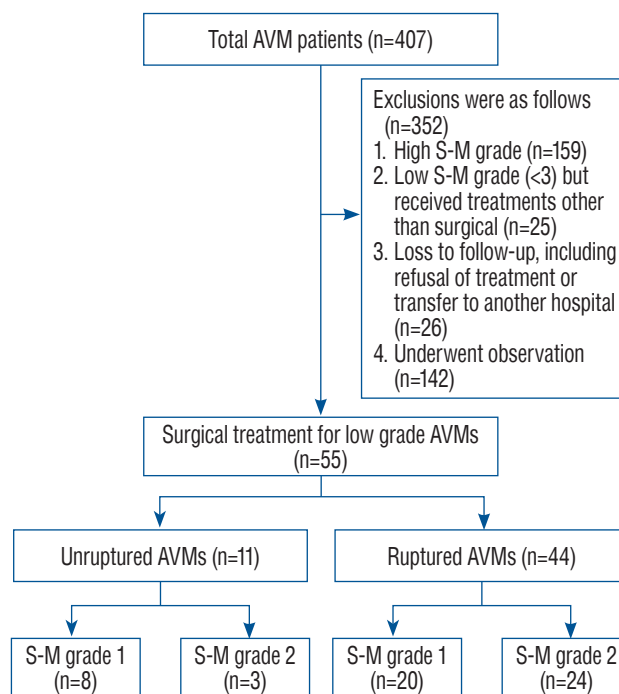 Total AVM patients (n=407)
Exclusions were as follows
(n=352)
1. High S-M grade (n=159)
2. Low S-M grade (<3) but
received treatments other
than surgical (n=25)
3. Loss to follow-up, including
refusal of treatment or
transfer to another hospital
(n=26)
4. Underwent observation
(n=142)
Surgical treatment for low grade AVMs
(n=55)
Unruptured AVMs (n=11)
Ruptured AVMs (n=44)
S-M grade 1
(n=8)
S-M grade 2
(n=3)
S-M grade 1
(n=20)
S-M grade 2
(n=24)